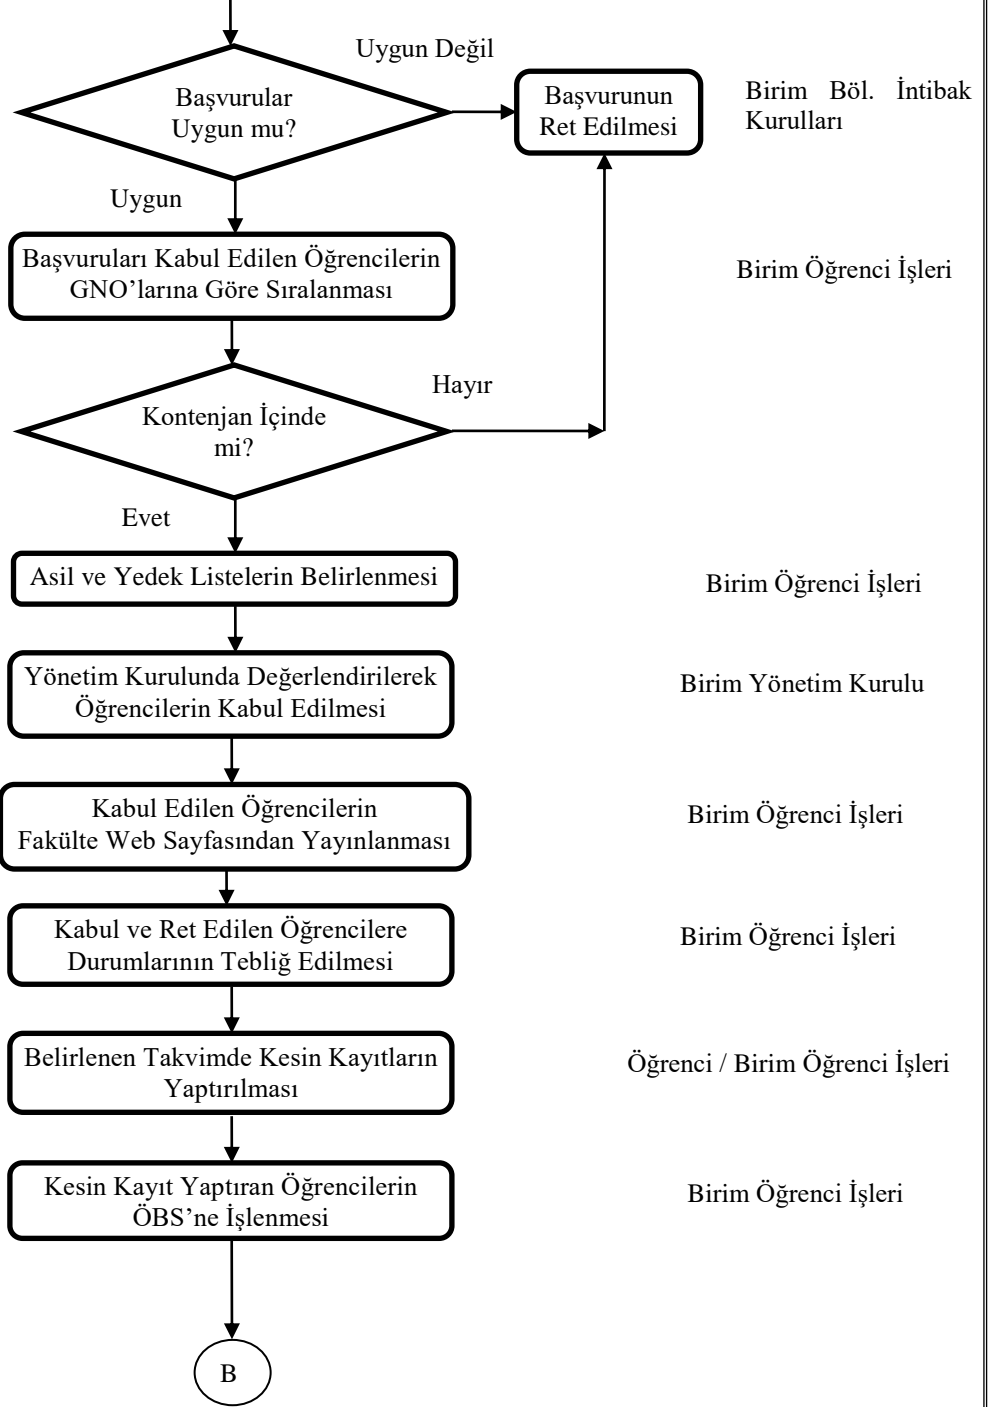 Uygun Değil
Başvurular
Uygun mu?
Başvurunun
Ret Edilmesi
Birim Böl. İntibak
Kurulları
Uygun
Başvuruları Kabul Edilen Öğrencilerin
GNO’larına Göre Sıralanması
Birim Öğrenci İşleri
Hayır
Kontenjan İçinde
mi?
Evet
Asil ve Yedek Listelerin Belirlenmesi
Birim Öğrenci İşleri
Yönetim Kurulunda Değerlendirilerek
Öğrencilerin Kabul Edilmesi
Birim Yönetim Kurulu
Kabul Edilen Öğrencilerin
Fakülte Web Sayfasından Yayınlanması
Birim Öğrenci İşleri
Kabul ve Ret Edilen Öğrencilere
Durumlarının Tebliğ Edilmesi
Birim Öğrenci İşleri
Belirlenen Takvimde Kesin Kayıtların
Yaptırılması
Öğrenci / Birim Öğrenci İşleri
Kesin Kayıt Yaptıran Öğrencilerin
ÖBS’ne İşlenmesi
Birim Öğrenci İşleri
B